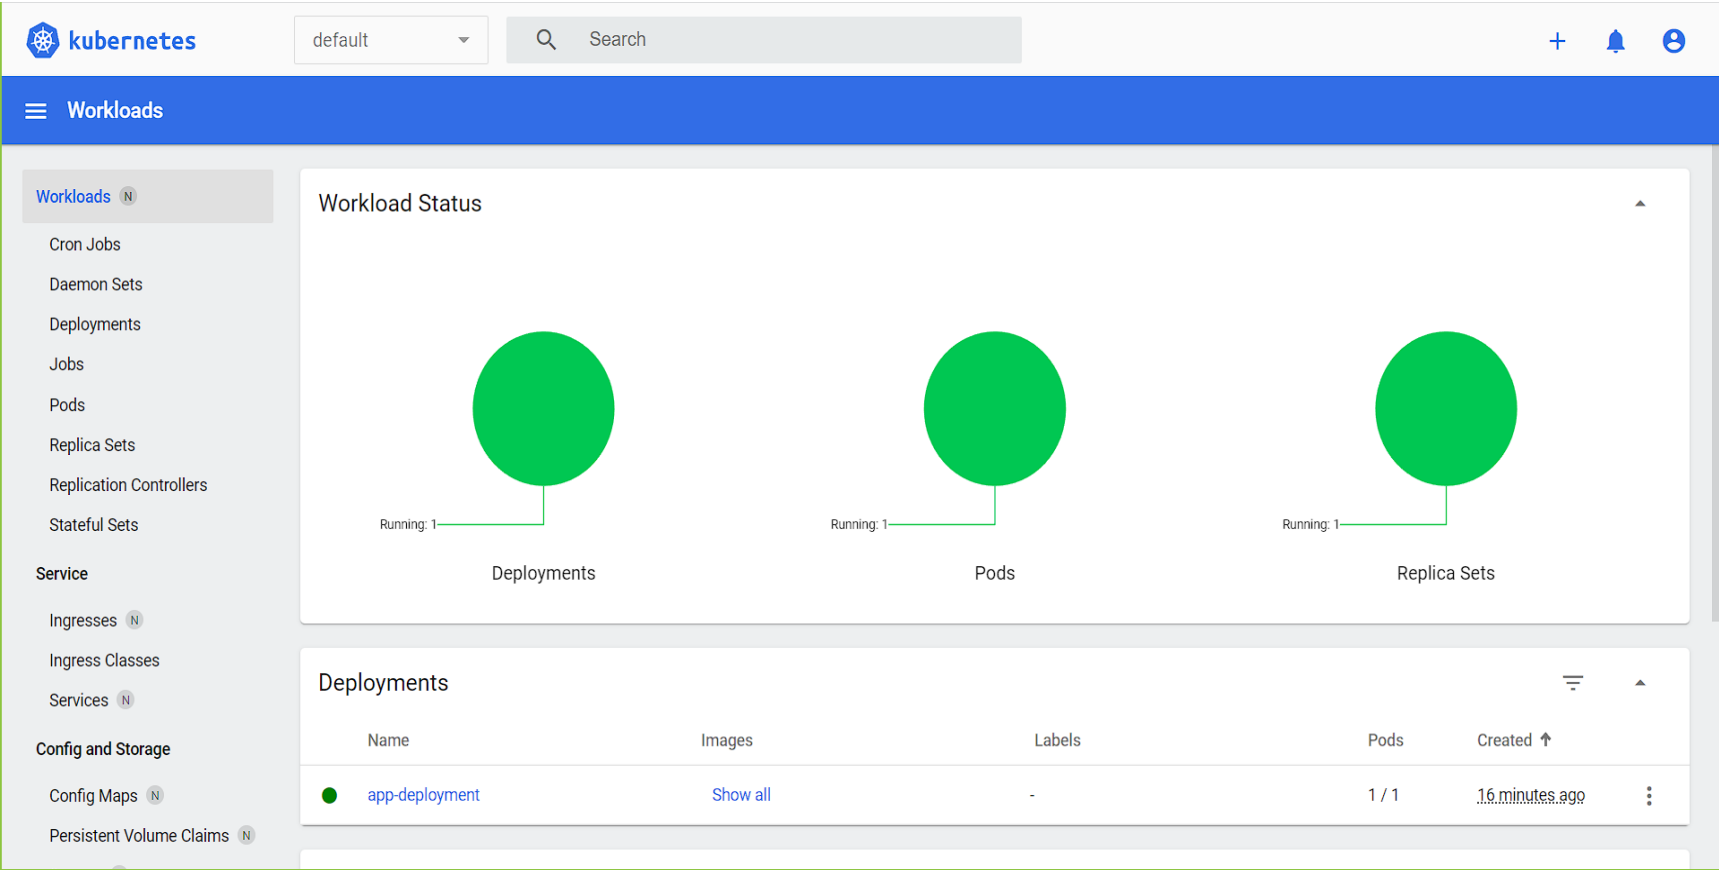 kubernetes
default
Search
Workloads
Workloads N
Cron Jobs
Daemon Sets
Deployments
Jobs
Pods
Replica Sets
Replication Controllers
Stateful Sets
Service
Ingresses N
Ingress Classes
Services N
Config and Storage
Config Maps N
Persistent Volume Claims N
Workload Status
Running: 1
Running: 1
Running: 1
Deployments
Pods
Replica Sets
Deployments
Name Images Labels Pods Created
app-deployment Show all - 1 / 1 16 minutes ago